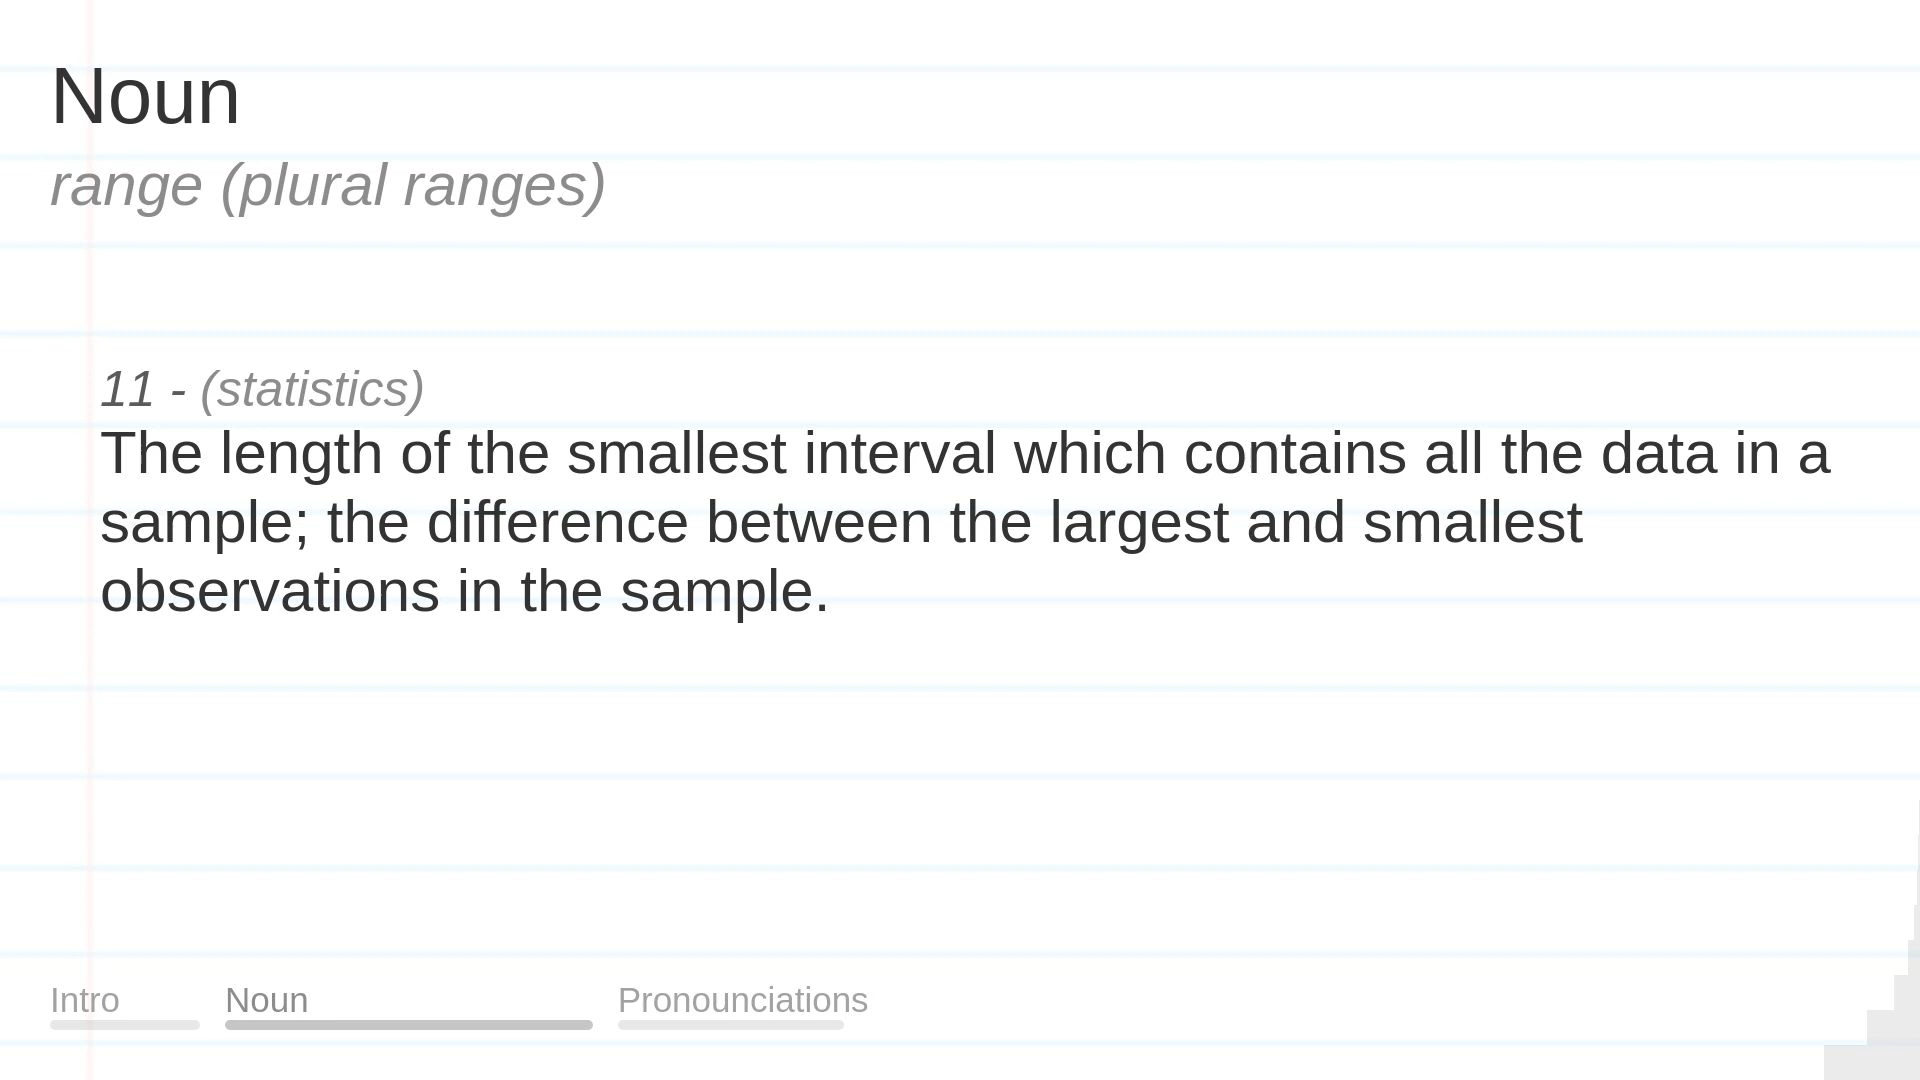 Noun
range (plural ranges)
11 - (statistics)
The length of the smallest interval which contains all the data in a
sample; the difference between the largest and smallest
observations in the sample.
Intro
Noun
Pronounciations